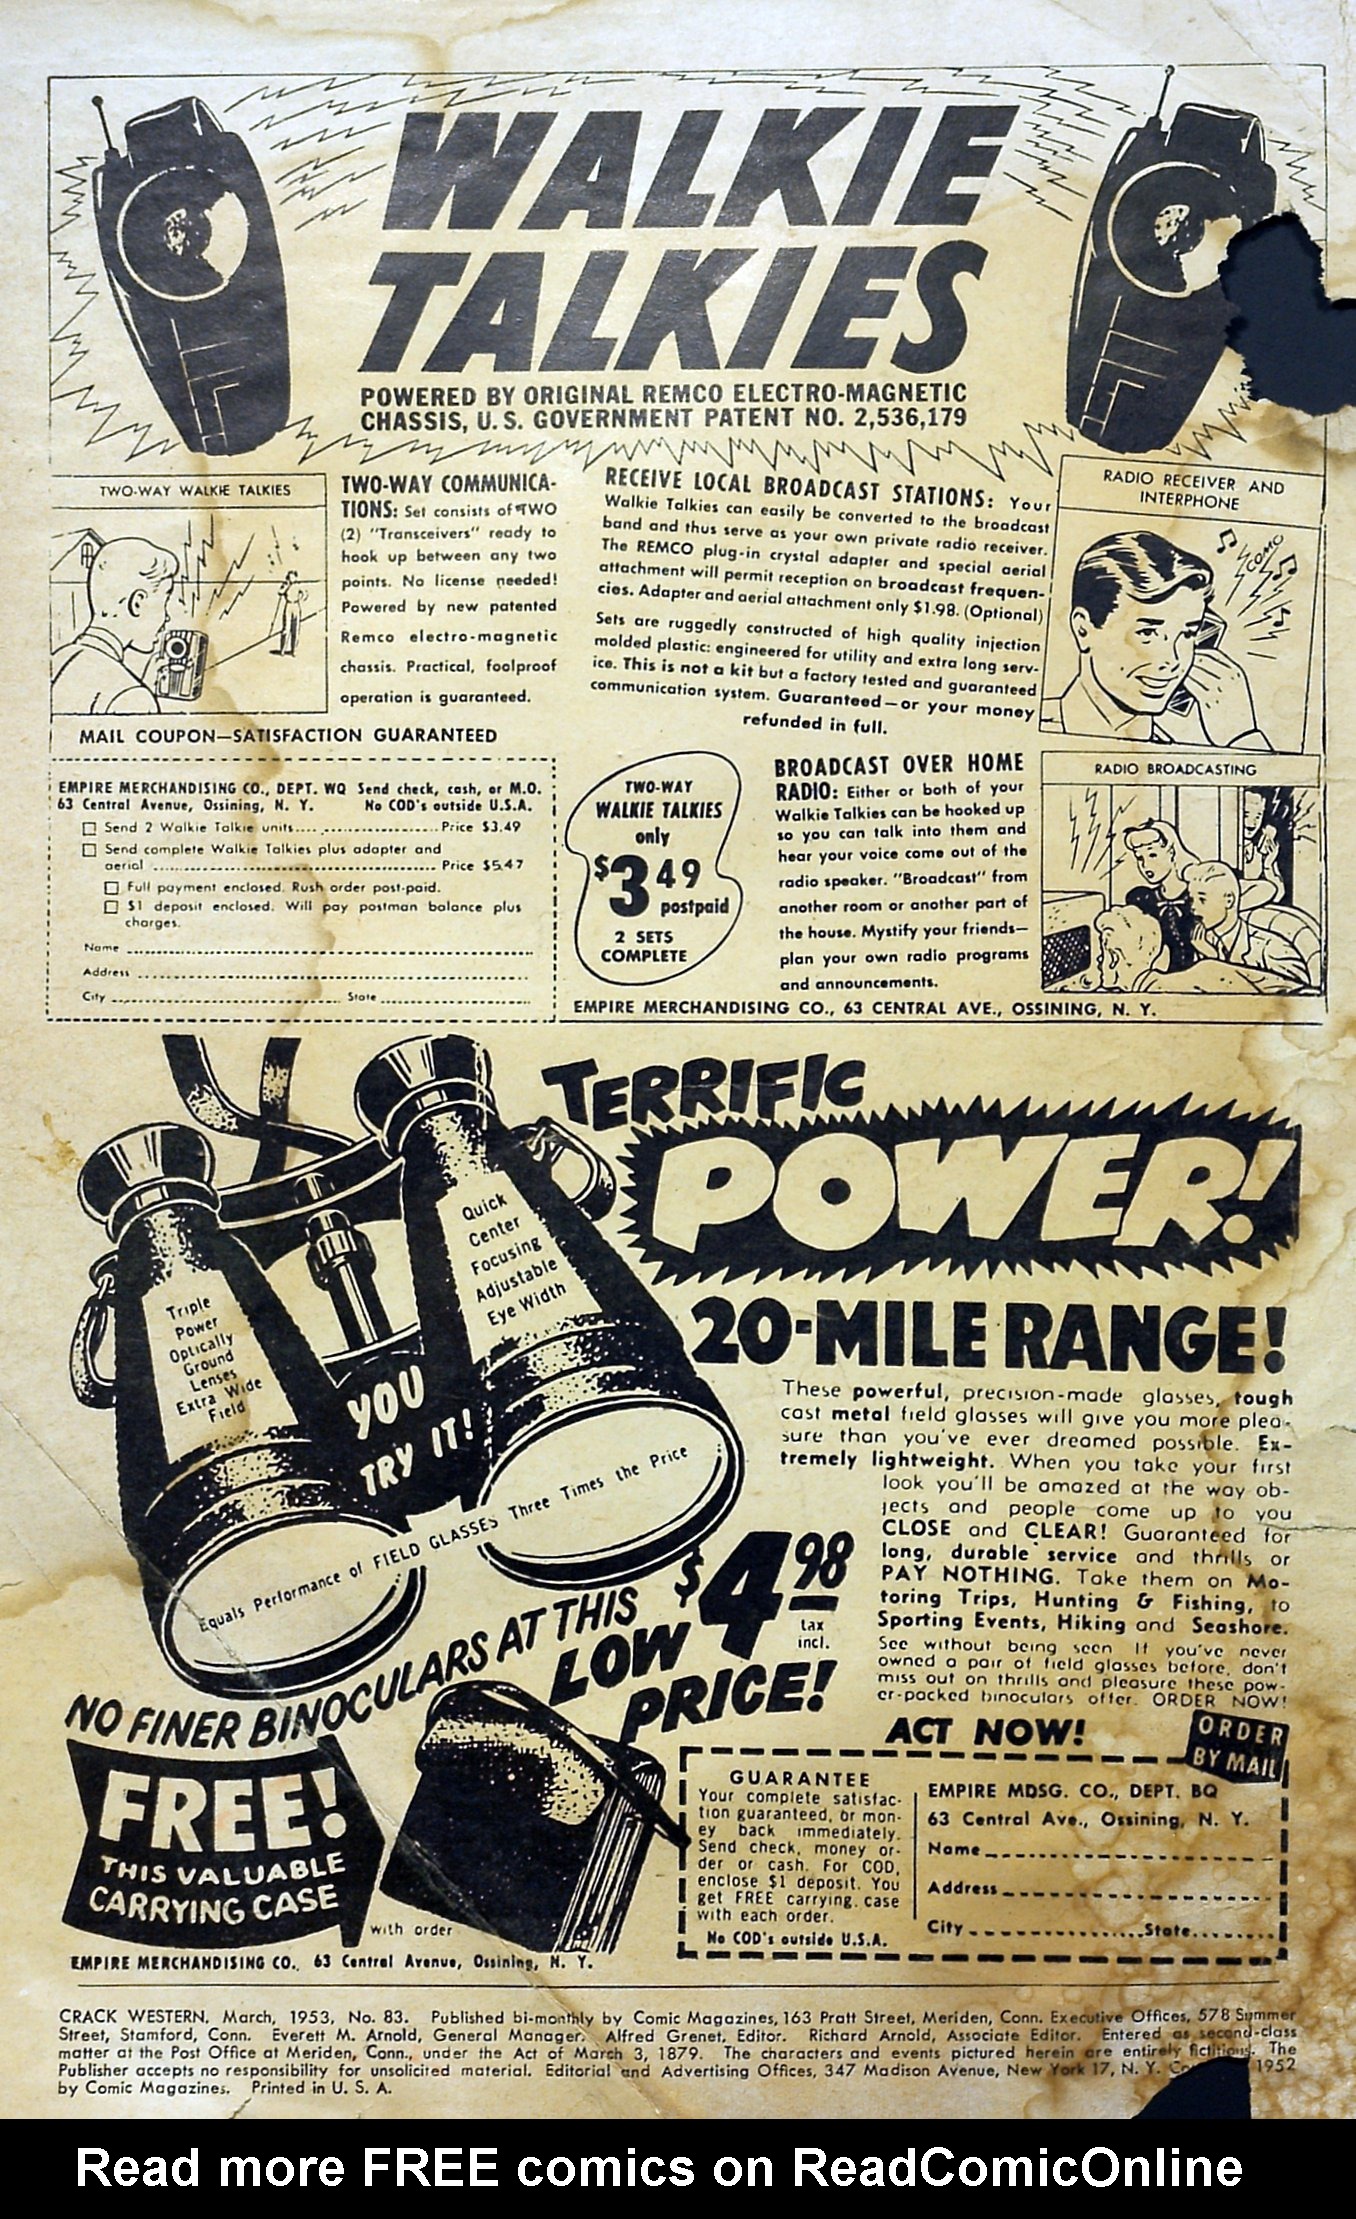 WALKIE
TALKIES
POWERED BY ORIGINAL REMCO ELECTRO-MAGNETIC
CHASSIS, U. S. GOVERNMENT PATENT NO. 2,536,179
TWO-WAY WALKIE TALKIES
TWO-WAY COMMUNICA-
TIONS: Set consists of TWO
(2) "Transceivers" ready to
hook up between any two
points. No license needed!
Powered by new patented
Remco electro-magnetic
chassis. Practical, foolproof
operation is guaranteed.
RECEIVE LOCAL BROADCAST STATIONS: Your
Walkie Talkies can easily be converted to the broadcast
band and thus serve as your own private radio receiver.
The REMCO plug-in crystal adapter and special aerial
attachment will permit reception on broadcast frequen-
cies. Adapter and aerial attachment only $1.98. (Optional)
Sets are ruggedly constructed of high quality injection
molded plastic: engineered for utility and extra long serv-
ice. This is not a kit but a factory tested and guaranteed
communication system. Guaranteed—or your money
refunded in full.
RADIO RECEIVER AND
INTERPHONE
COMO
MAIL COUPON—SATISFACTION GUARANTEED
EMPIRE MERCHANDISING CO., DEPT. WQ Send check, cash, or M.O.
63 Central Avenue, Ossining, N. Y. No COD's outside U.S.A.
Send 2 Walkie Talkie units.... ...................Price $3.49
Send complete Walkie Talkies plus adapter and
aerial ............................................ Price $5.47
Full payment enclosed. Rush order post-paid.
$1 deposit enclosed. Will pay postman balance plus
charges.
Name
Address
City State
TWO-WAY
WALKIE TALKIES
only
$3.49
postpaid
2 SETS
COMPLETE
BROADCAST OVER HOME
RADIO: Either or both of your
Walkie Talkies can be hooked up
so you can talk into them and
hear your voice come out of the
radio speaker. "Broadcast" from
another room or another part of
the house. Mystify your friends—
plan your own radio programs
and announcements.
RADIO BROADCASTING
EMPIRE MERCHANDISING CO., 63 CENTRAL AVE., OSSINING, N. Y.
TERRIFIC
POWER!
20-MILE RANGE!
Triple
Power
Optically
Ground
Lenses
Extra Wide
Field
Quick
Center
Focusing
Adjustable
Eye Width
YOU
TRY IT!
Equals Performance of FIELD GLASSES Three Times the Price
These powerful, precision-made glasses, tough
cast metal field glasses will give you more plea-
sure than you've ever dreamed possible. Ex-
tremely lightweight. When you take your first
look you'll be amazed at the way ob-
jects and people come up to you
CLOSE and CLEAR! Guaranteed for
long, durable service and thrills or
PAY NOTHING. Take them on Mo-
toring Trips, Hunting & Fishing, to
Sporting Events, Hiking and Seashore.
See without being seen If you've never
owned a pair of field glasses before, don't
miss out on thrills and pleasure these pow-
er-packed binoculars offer. ORDER NOW!
NO FINER BINOCULARS AT THIS
LOW
PRICE!
$4.98
tax
incl.
FREE!
THIS VALUABLE
CARRYING CASE
with order
EMPIRE MERCHANDISING CO., 63 Central Avenue, Ossining, N. Y.
ACT NOW!
ORDER
BY MAIL
GUARANTEE
Your complete satisfac-
tion guaranteed, or mon-
ey back immediately.
Send check, money or-
der or cash. For COD,
enclose $1 deposit. You
get FREE carrying case
with each order.
No COD's outside U.S.A.
EMPIRE MDSG. CO., DEPT. BQ
63 Central Ave., Ossining, N. Y.
Name
Address
City State
CRACK WESTERN, March, 1953, No. 83. Published bi-monthly by Comic Magazines, 163 Pratt Street, Meriden, Conn. Executive Offices, 578 Summer
Street, Stamford, Conn. Everett M. Arnold, General Manager. Alfred Grenet, Editor. Richard Arnold, Associate Editor. Entered as second-class
matter at the Post Office at Meriden, Conn., under the Act of March 3, 1879. The characters and events pictured herein are entirely fictitious. The
Publisher accepts no responsibility for unsolicited material. Editorial and Advertising Offices, 347 Madison Avenue, New York 17, N. Y. 1952
by Comic Magazines. Printed in U. S. A.
Read more FREE comics on ReadComicOnline